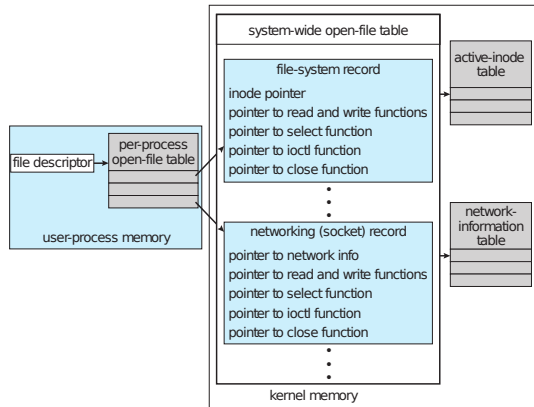 system-wide open-file table
file-system record
inode pointer
pointer to read and write functions
pointer to select function
pointer to ioctl function
pointer to close function
active-inode
table
per-process
open-file table
file descriptor
user-process memory
networking (socket) record
pointer to network info
pointer to read and write functions
pointer to select function
pointer to ioctl function
pointer to close function
network-
information
table
kernel memory